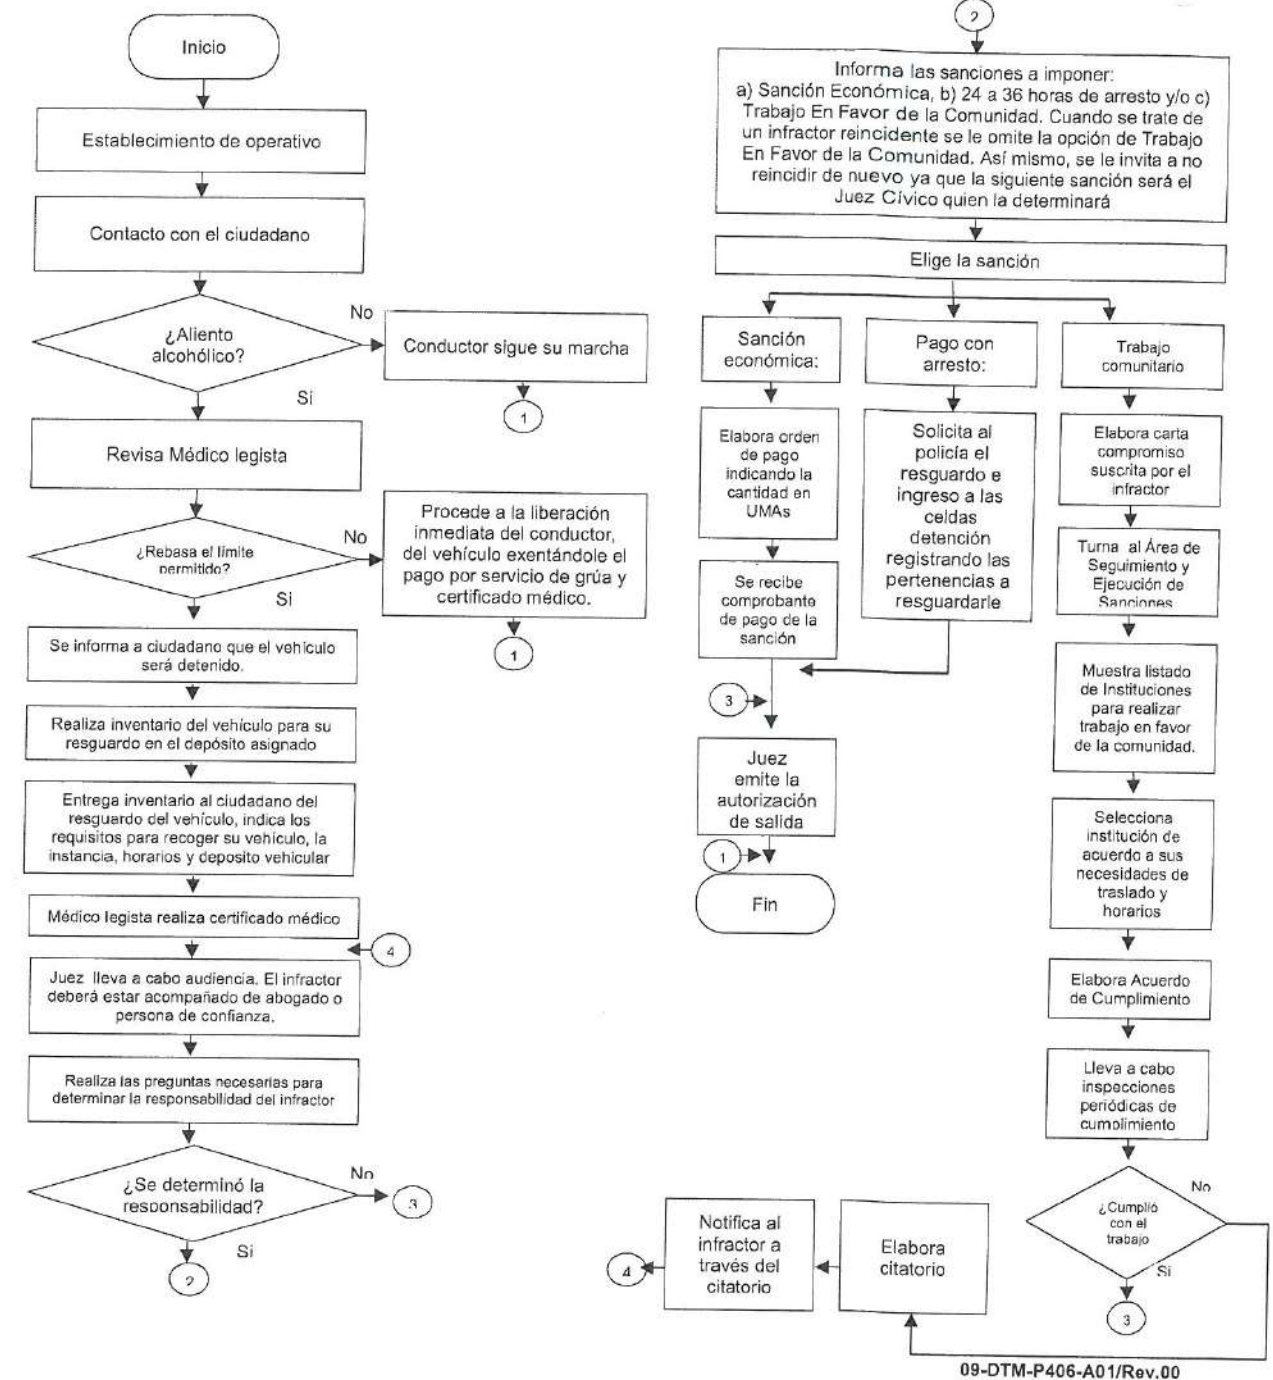 Inicio
Establecimiento de operativo
Contacto con el ciudadano
¿Aliento
alcohólico?
No
Conductor sigue su marcha
1
Sí
Revisa Médico legista
¿Rebasa el límite
permitido?
No
Procede a la liberación
inmediata del conductor,
del vehículo exentándole el
pago por servicio de grúa y
certificado médico.
1
Si
Se informa a ciudadano que el vehículo
será detenido.
Realiza inventario del vehículo para su
resguardo en el depósito asignado
Entrega inventario al ciudadano del
resguardo del vehículo, indica los
requisitos para recoger su vehículo, la
instancia, horarios y deposito vehicular
Médico legista realiza certificado médico
4
Juez lleva a cabo audiencia. El infractor
deberá estar acompañado de abogado o
persona de confianza.
Realiza las preguntas necesarias para
determinar la responsabilidad del infractor
¿Se determinó la
responsabilidad?
No
3
Si
2
2
Informa las sanciones a imponer:
a) Sanción Económica, b) 24 a 36 horas de arresto y/o c)
Trabajo En Favor de la Comunidad. Cuando se trate de
un infractor reincidente se le omite la opción de Trabajo
En Favor de la Comunidad. Así mismo, se le invita a no
reincidir de nuevo ya que la siguiente sanción será el
Juez Cívico quien la determinará
Elige la sanción
Sanción
económica:
Elabora orden
de pago
indicando la
cantidad en
UMAs
Se recibe
comprobante
de pago de la
sanción
3
Juez
emite la
autorización
de salida
1
Fin
Pago con
arresto:
Solicita al
policía el
resguardo e
ingreso a las
celdas
detención
registrando las
pertenencias a
resguardarle
Trabajo
comunitario
Elabora carta
compromiso
suscrita por el
infractor
Turna al Área de
Seguimiento y
Ejecución de
Sanciones
Muestra listado
de Instituciones
para realizar
trabajo en favor
de la comunidad.
Selecciona
institución de
acuerdo a sus
necesidades de
traslado y
horarios
Elabora Acuerdo
de Cumplimiento
Lleva a cabo
inspecciones
periódicas de
cumplimiento
¿Cumplió
con el
trabajo
No
Si
3
Elabora
citatorio
Notifica al
infractor a
través del
citatorio
4
09-DTM-P406-A01/Rev.00